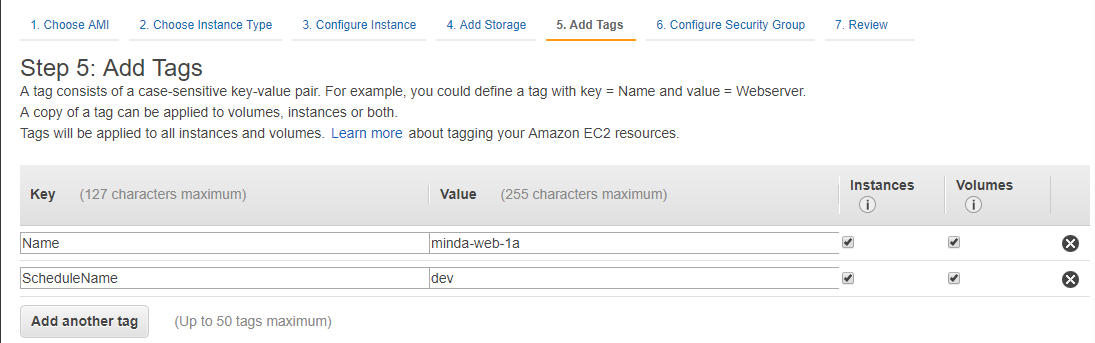 1. Choose AMI 2. Choose Instance Type 3. Configure Instance 4. Add Storage 5. Add Tags 6. Configure Security Group 7. Review
Step 5: Add Tags
A tag consists of a case-sensitive key-value pair. For example, you could define a tag with key = Name and value = Webserver.
A copy of a tag can be applied to volumes, instances or both.
Tags will be applied to all instances and volumes. Learn more about tagging your Amazon EC2 resources.
Key (127 characters maximum) Value (255 characters maximum) Instances Volumes
Name minda-web-1a
ScheduleName dev
Add another tag (Up to 50 tags maximum)